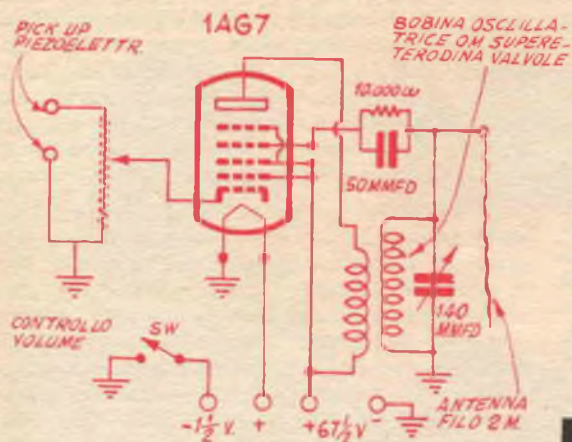 PICK UP
PIEZOELETTR.
1AG7
BOBINA OSCLILLA-
TRICE OM SUPERE-
TERODINA VALVOLE
10.000 ω
50 MMFD
140
MMFD
CONTROLLO
VOLUME
SW
-1½ V. + +67½ V -
ANTENNA
FILO 2 M.